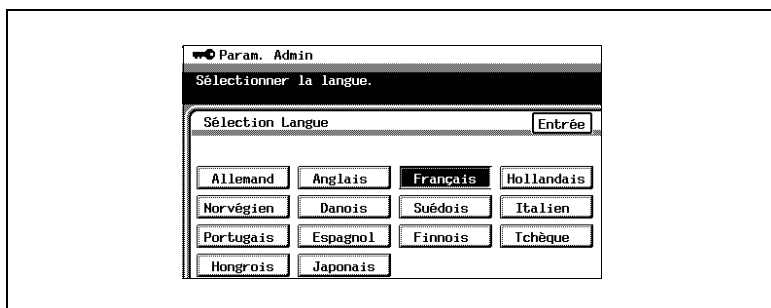 Param. Admin
Sélectionner la langue.
Sélection Langue
Entrée
Allemand Anglais Français Hollandais
Norvégien Danois Suédois Italien
Portugais Espagnol Finnois Tchèque
Hongrois Japonais